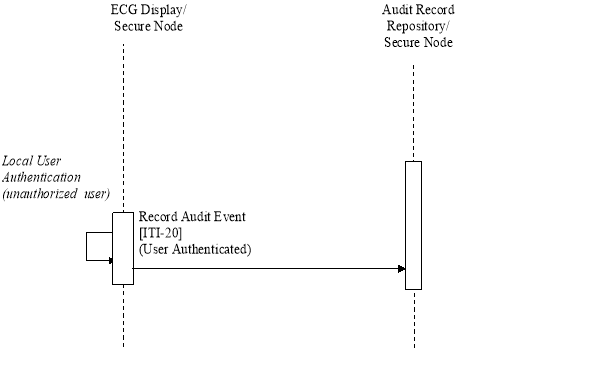 ECG Display/
Secure Node
Audit Record
Repository/
Secure Node
Local User
Authentication
(unauthorized user)
Record Audit Event
[ITI-20]
(User Authenticated)